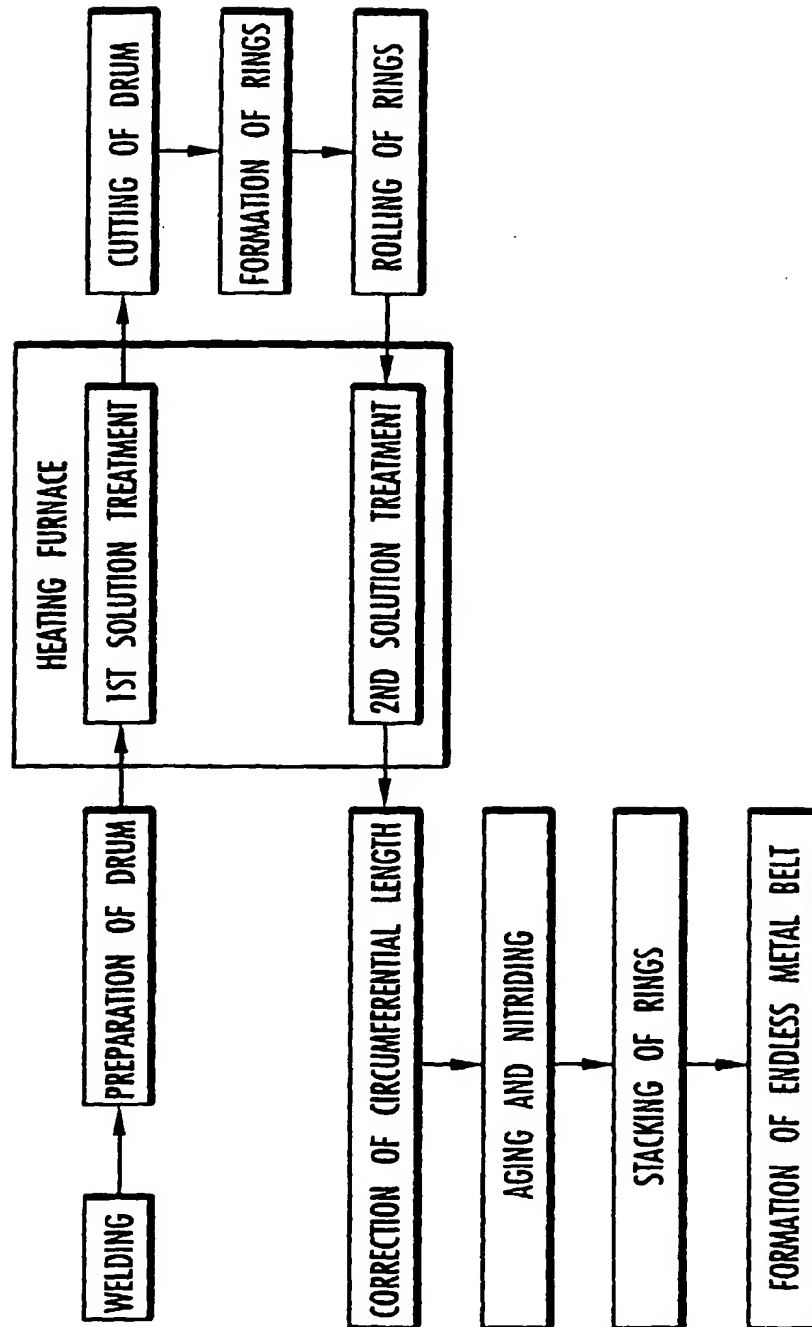 WELDING
PREPARATION OF DRUM
HEATING FURNACE
1ST SOLUTION TREATMENT
CUTTING OF DRUM
FORMATION OF RINGS
ROLLING OF RINGS
2ND SOLUTION TREATMENT
CORRECTION OF CIRCUMFERENTIAL LENGTH
AGING AND NITRIDING
STACKING OF RINGS
FORMATION OF ENDLESS METAL BELT